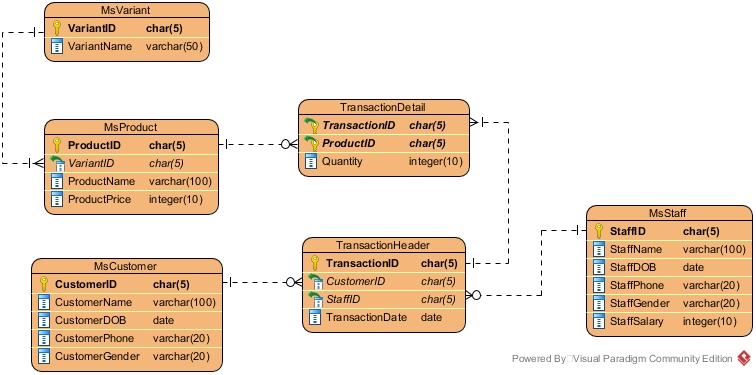 MsVariant
VariantID char(5)
VariantName varchar(50)
MsProduct
ProductID char(5)
VariantID char(5)
ProductName varchar(100)
ProductPrice integer(10)
TransactionDetail
TransactionID char(5)
ProductID char(5)
Quantity integer(10)
MsCustomer
CustomerID char(5)
CustomerName varchar(100)
CustomerDOB date
CustomerPhone varchar(20)
CustomerGender varchar(20)
TransactionHeader
TransactionID char(5)
CustomerID char(5)
StaffID char(5)
TransactionDate date
MsStaff
StaffID char(5)
StaffName varchar(100)
StaffDOB date
StaffPhone varchar(20)
StaffGender varchar(20)
StaffSalary integer(10)
Powered By Visual Paradigm Community Edition